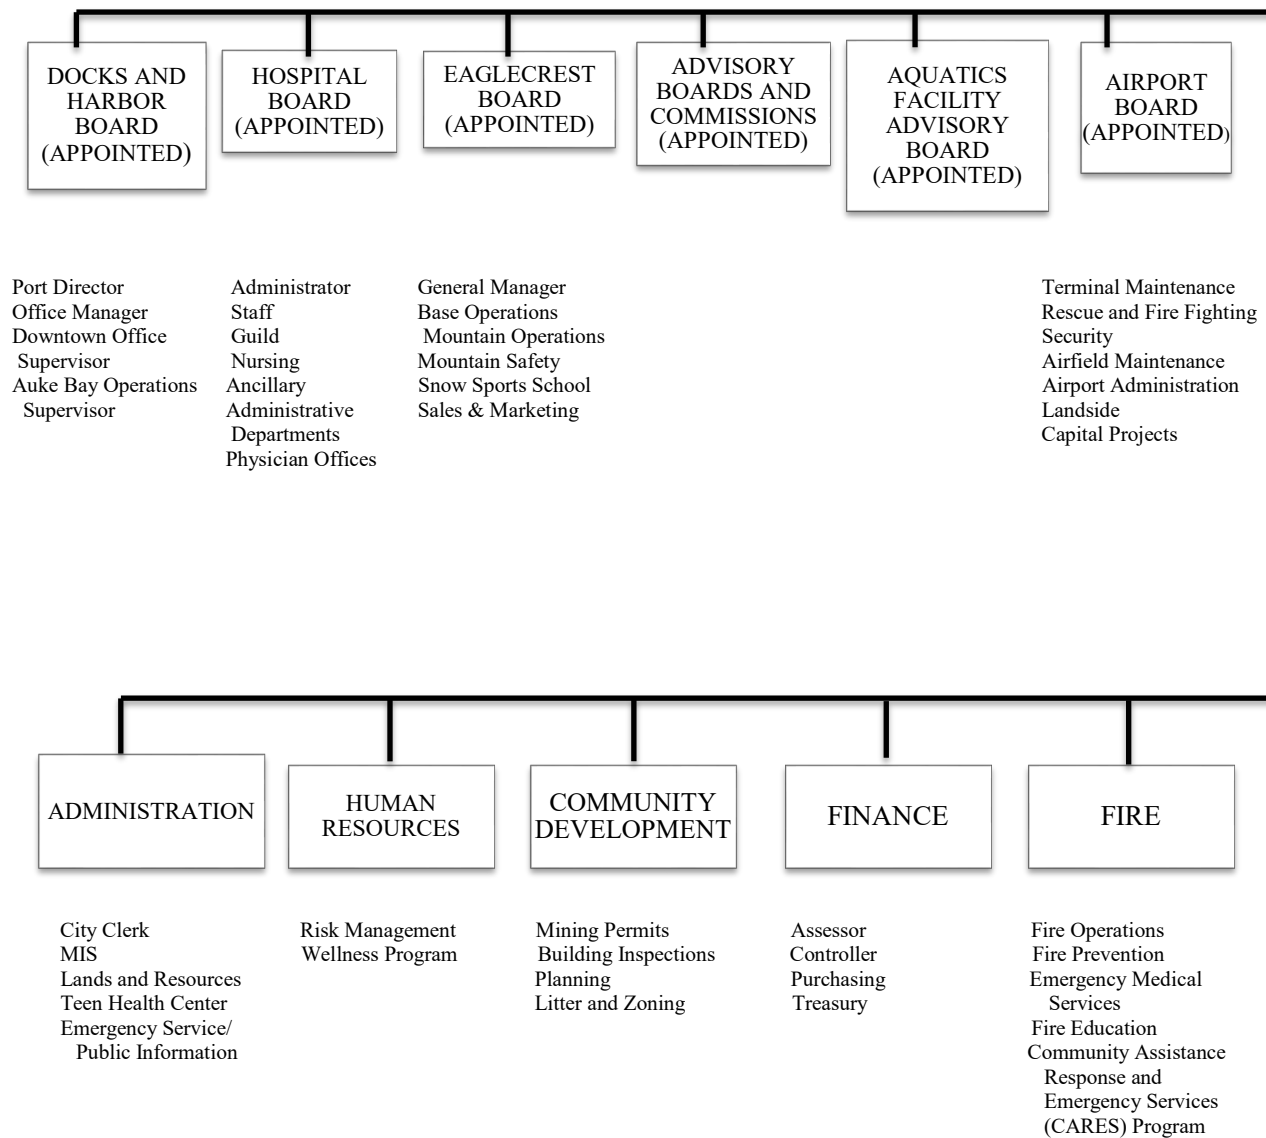 DOCKS AND
HARBOR
BOARD
(APPOINTED)
HOSPITAL
BOARD
(APPOINTED)
EAGLECREST
BOARD
(APPOINTED)
ADVISORY
BOARDS AND
COMMISSIONS
(APPOINTED)
AQUATICS
FACILITY
ADVISORY
BOARD
(APPOINTED)
AIRPORT
BOARD
(APPOINTED)
Port Director
Office Manager
Downtown Office
Supervisor
Auke Bay Operations
Supervisor
Administrator
Staff
Guild
Nursing
Ancillary
Administrative
Departments
Physician Offices
General Manager
Base Operations
Mountain Operations
Mountain Safety
Snow Sports School
Sales & Marketing
Terminal Maintenance
Rescue and Fire Fighting
Security
Airfield Maintenance
Airport Administration
Landside
Capital Projects
ADMINISTRATION
HUMAN
RESOURCES
COMMUNITY
DEVELOPMENT
FINANCE
FIRE
City Clerk
MIS
Lands and Resources
Teen Health Center
Emergency Service/
Public Information
Risk Management
Wellness Program
Mining Permits
Building Inspections
Planning
Litter and Zoning
Assessor
Controller
Purchasing
Treasury
Fire Operations
Fire Prevention
Emergency Medical
Services
Fire Education
Community Assistance
Response and
Emergency Services
(CARES) Program